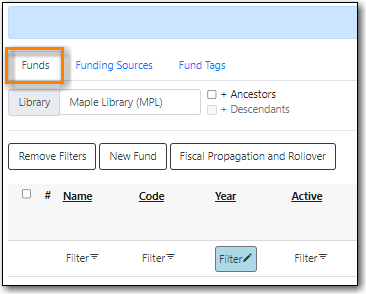 Funds Funding Sources Fund Tags
Library Maple Library (MPL) + Ancestors
+ Descendants
Remove Filters New Fund Fiscal Propagation and Rollover
# Name Code Year Active
Filter Filter Filter Filter